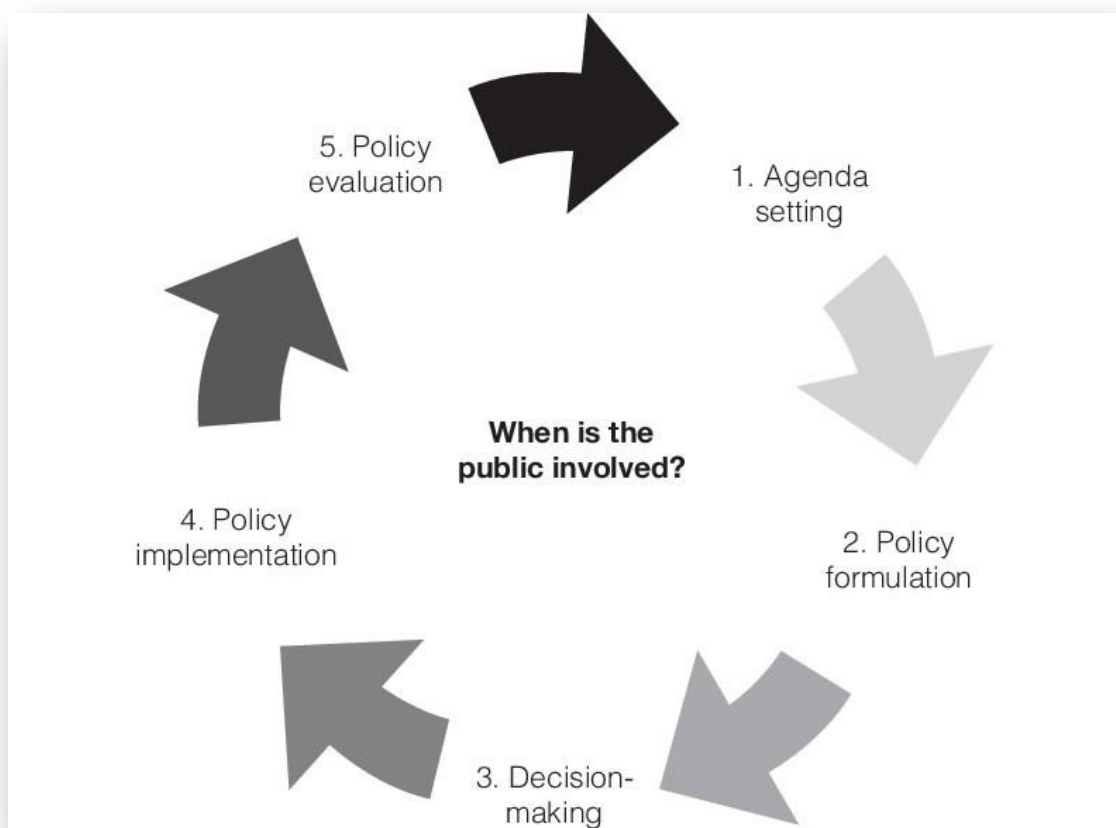 1. Agenda
setting
2. Policy
formulation
3. Decision-
making
4. Policy
implementation
5. Policy
evaluation
When is the
public involved?